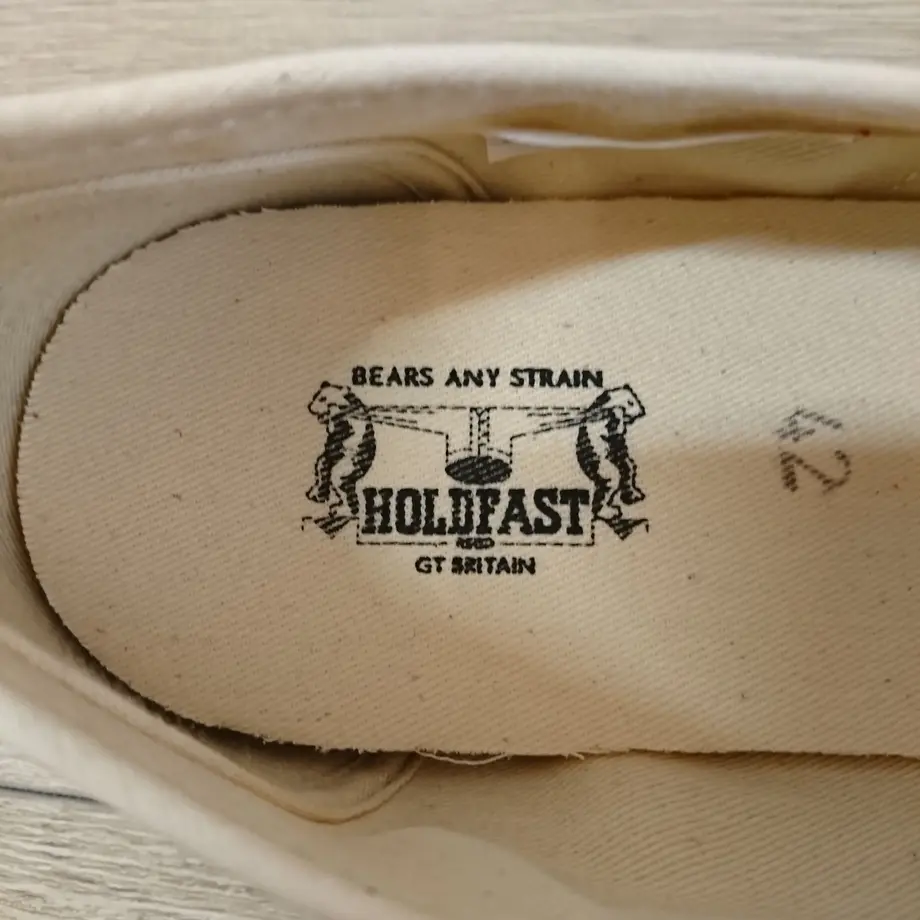 BEARS ANY STRAIN
HOLDFAST
REGD
GT BRITAIN
42